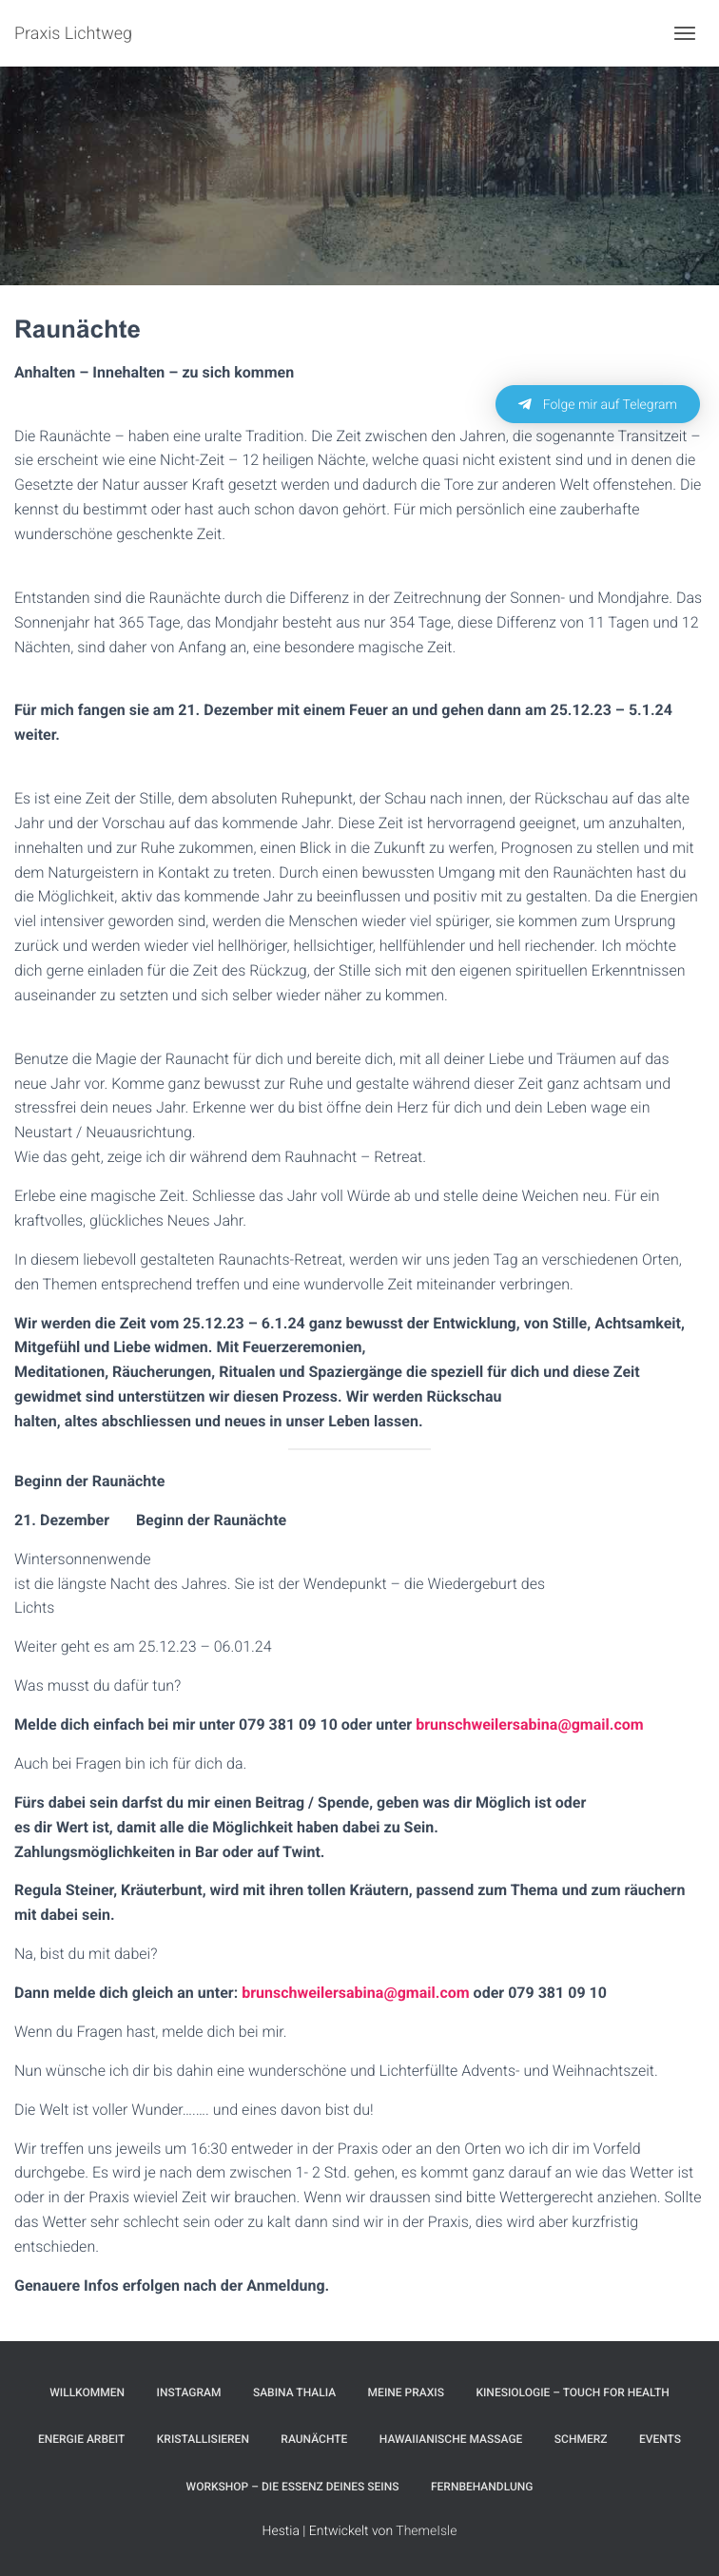 Praxis Lichtweg
Raunächte
Anhalten – Innehalten – zu sich kommen
Folge mir auf Telegram
Die Raunächte – haben eine uralte Tradition. Die Zeit zwischen den Jahren, die sogenannte Transitzeit –
sie erscheint wie eine Nicht-Zeit – 12 heiligen Nächte, welche quasi nicht existent sind und in denen die
Gesetzte der Natur ausser Kraft gesetzt werden und dadurch die Tore zur anderen Welt offenstehen. Die
kennst du bestimmt oder hast auch schon davon gehört. Für mich persönlich eine zauberhafte
wunderschöne geschenkte Zeit.
Entstanden sind die Raunächte durch die Differenz in der Zeitrechnung der Sonnen- und Mondjahre. Das
Sonnenjahr hat 365 Tage, das Mondjahr besteht aus nur 354 Tage, diese Differenz von 11 Tagen und 12
Nächten, sind daher von Anfang an, eine besondere magische Zeit.
Für mich fangen sie am 21. Dezember mit einem Feuer an und gehen dann am 25.12.23 – 5.1.24
weiter.
Es ist eine Zeit der Stille, dem absoluten Ruhepunkt, der Schau nach innen, der Rückschau auf das alte
Jahr und der Vorschau auf das kommende Jahr. Diese Zeit ist hervorragend geeignet, um anzuhalten,
innehalten und zur Ruhe zukommen, einen Blick in die Zukunft zu werfen, Prognosen zu stellen und mit
dem Naturgeistern in Kontakt zu treten. Durch einen bewussten Umgang mit den Raunächten hast du
die Möglichkeit, aktiv das kommende Jahr zu beeinflussen und positiv mit zu gestalten. Da die Energien
viel intensiver geworden sind, werden die Menschen wieder viel spüriger, sie kommen zum Ursprung
zurück und werden wieder viel hellhöriger, hellsichtiger, hellfühlender und hell riechender. Ich möchte
dich gerne einladen für die Zeit des Rückzug, der Stille sich mit den eigenen spirituellen Erkenntnissen
auseinander zu setzten und sich selber wieder näher zu kommen.
Benutze die Magie der Raunacht für dich und bereite dich, mit all deiner Liebe und Träumen auf das
neue Jahr vor. Komme ganz bewusst zur Ruhe und gestalte während dieser Zeit ganz achtsam und
stressfrei dein neues Jahr. Erkenne wer du bist öffne dein Herz für dich und dein Leben wage ein
Neustart / Neuausrichtung.
Wie das geht, zeige ich dir während dem Rauhnacht – Retreat.
Erlebe eine magische Zeit. Schliesse das Jahr voll Würde ab und stelle deine Weichen neu. Für ein
kraftvolles, glückliches Neues Jahr.
In diesem liebevoll gestalteten Raunachts-Retreat, werden wir uns jeden Tag an verschiedenen Orten,
den Themen entsprechend treffen und eine wundervolle Zeit miteinander verbringen.
Wir werden die Zeit vom 25.12.23 – 6.1.24 ganz bewusst der Entwicklung, von Stille, Achtsamkeit,
Mitgefühl und Liebe widmen. Mit Feuerzeremonien,
Meditationen, Räucherungen, Ritualen und Spaziergänge die speziell für dich und diese Zeit
gewidmet sind unterstützen wir diesen Prozess. Wir werden Rückschau
halten, altes abschliessen und neues in unser Leben lassen.
Beginn der Raunächte
21. Dezember Beginn der Raunächte
Wintersonnenwende
ist die längste Nacht des Jahres. Sie ist der Wendepunkt – die Wiedergeburt des
Lichts
Weiter geht es am 25.12.23 – 06.01.24
Was musst du dafür tun?
Melde dich einfach bei mir unter 079 381 09 10 oder unter brunschweilersabina@gmail.com
Auch bei Fragen bin ich für dich da.
Fürs dabei sein darfst du mir einen Beitrag / Spende, geben was dir Möglich ist oder
es dir Wert ist, damit alle die Möglichkeit haben dabei zu Sein.
Zahlungsmöglichkeiten in Bar oder auf Twint.
Regula Steiner, Kräuterbunt, wird mit ihren tollen Kräutern, passend zum Thema und zum räuchern
mit dabei sein.
Na, bist du mit dabei?
Dann melde dich gleich an unter: brunschweilersabina@gmail.com oder 079 381 09 10
Wenn du Fragen hast, melde dich bei mir.
Nun wünsche ich dir bis dahin eine wunderschöne und Lichterfüllte Advents- und Weihnachtszeit.
Die Welt ist voller Wunder…….. und eines davon bist du!
Wir treffen uns jeweils um 16:30 entweder in der Praxis oder an den Orten wo ich dir im Vorfeld
durchgebe. Es wird je nach dem zwischen 1- 2 Std. gehen, es kommt ganz darauf an wie das Wetter ist
oder in der Praxis wieviel Zeit wir brauchen. Wenn wir draussen sind bitte Wettergerecht anziehen. Sollte
das Wetter sehr schlecht sein oder zu kalt dann sind wir in der Praxis, dies wird aber kurzfristig
entschieden.
Genauere Infos erfolgen nach der Anmeldung.
WILLKOMMEN INSTAGRAM SABINA THALIA MEINE PRAXIS KINESIOLOGIE – TOUCH FOR HEALTH
ENERGIE ARBEIT KRISTALLISIEREN RAUNÄCHTE HAWAIIANISCHE MASSAGE SCHMERZ EVENTS
WORKSHOP – DIE ESSENZ DEINES SEINS FERNBEHANDLUNG
Hestia | Entwickelt von ThemeIsle